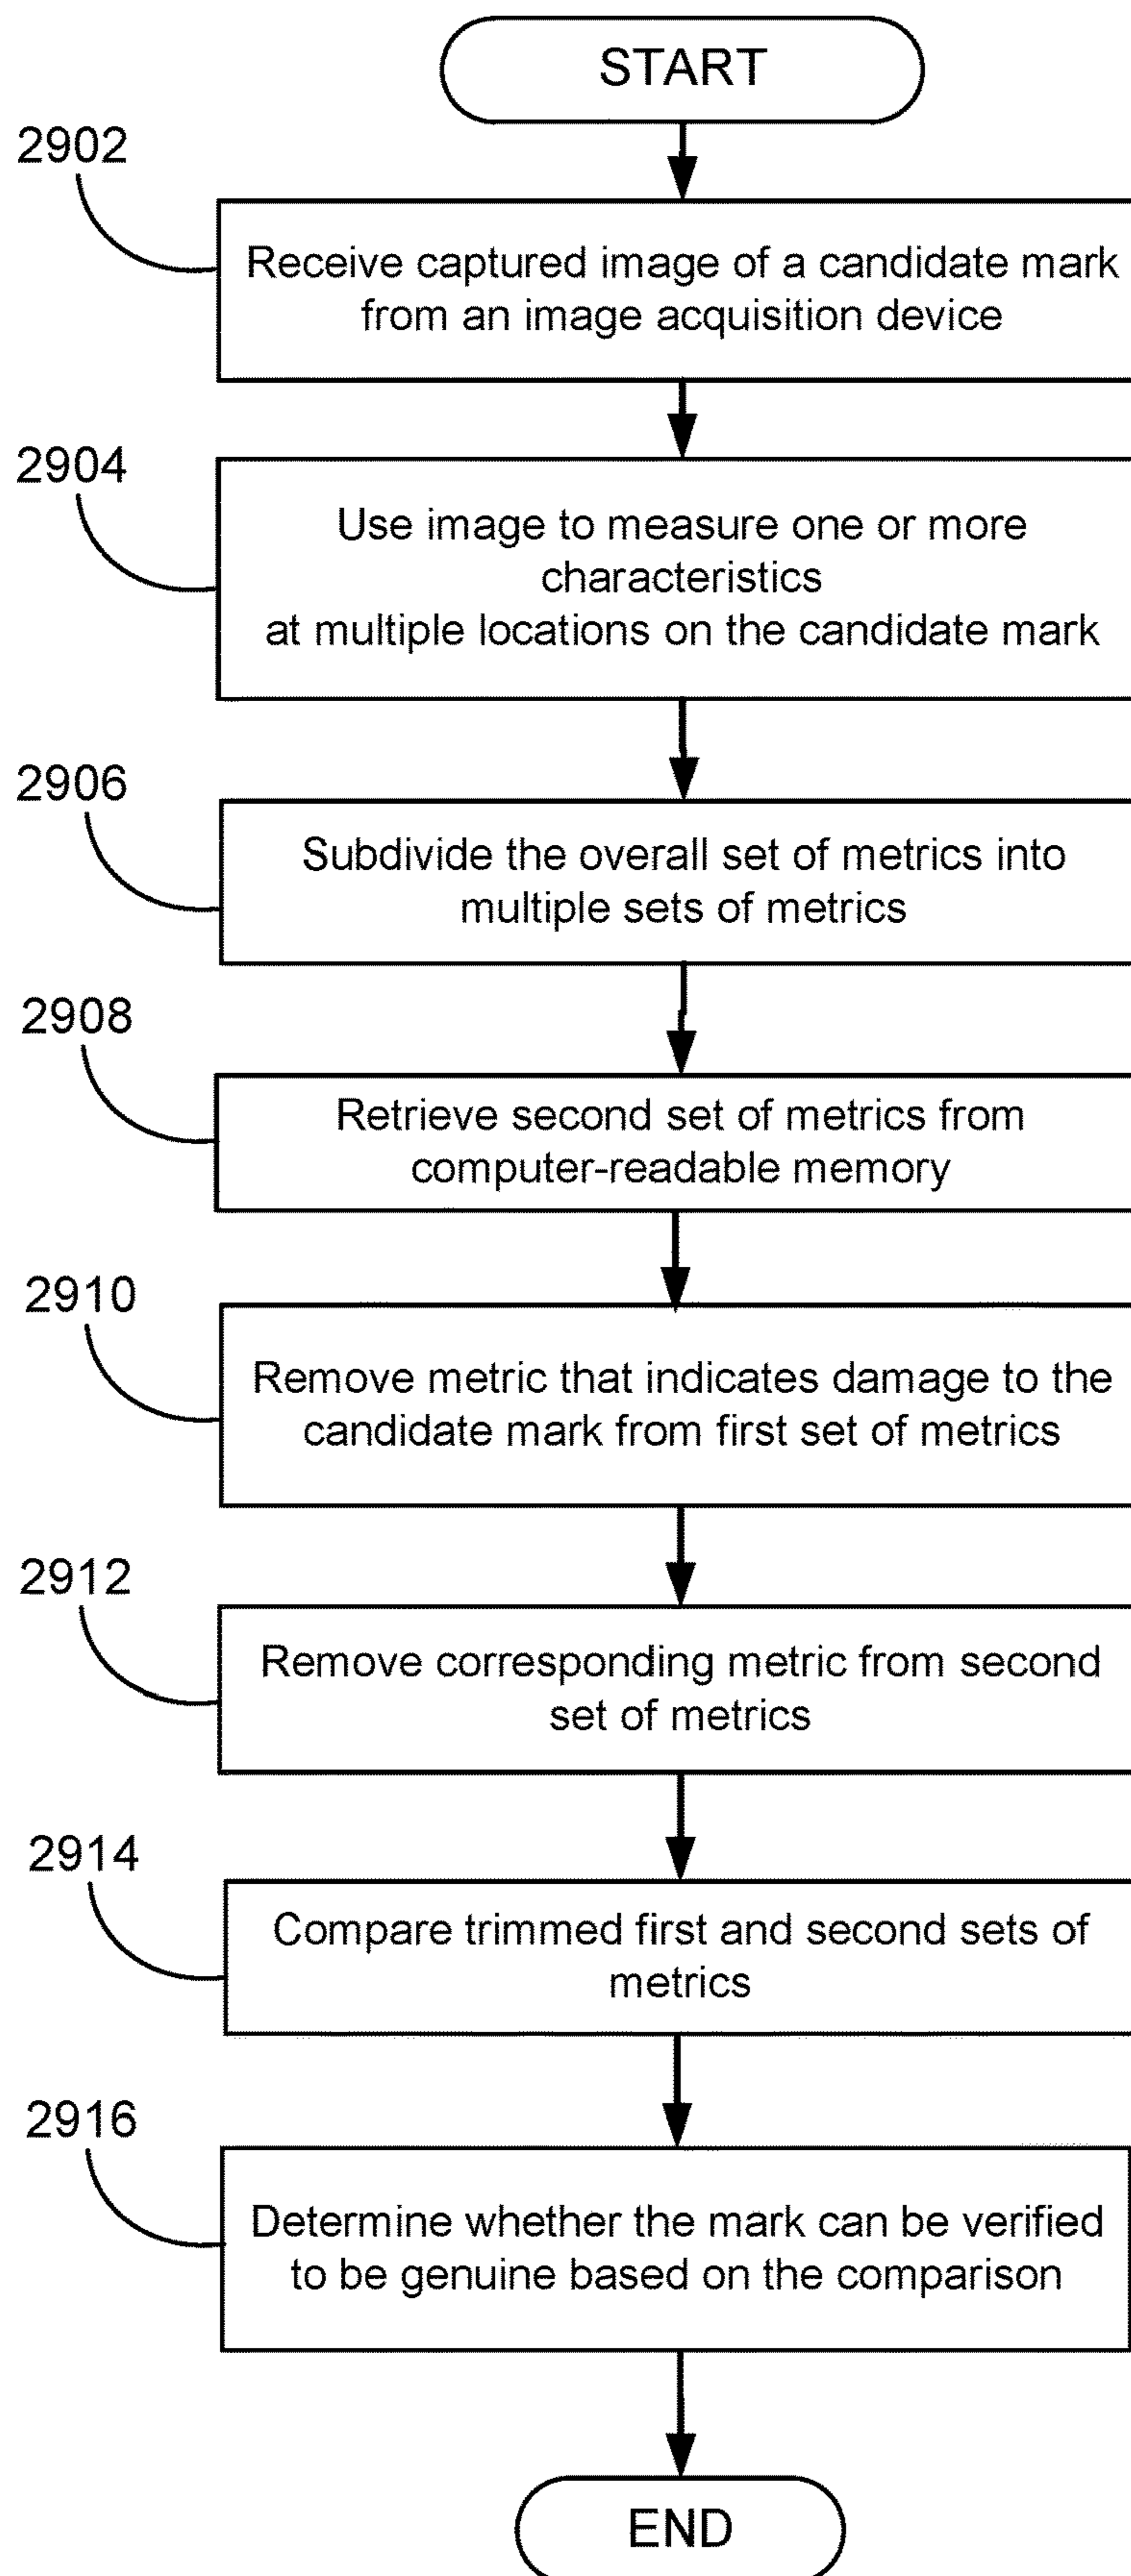 START
2902
Receive captured image of a candidate mark
from an image acquisition device
2904
Use image to measure one or more
characteristics
at multiple locations on the candidate mark
2906
Subdivide the overall set of metrics into
multiple sets of metrics
2908
Retrieve second set of metrics from
computer-readable memory
2910
Remove metric that indicates damage to the
candidate mark from first set of metrics
2912
Remove corresponding metric from second
set of metrics
2914
Compare trimmed first and second sets of
metrics
2916
Determine whether the mark can be verified
to be genuine based on the comparison
END